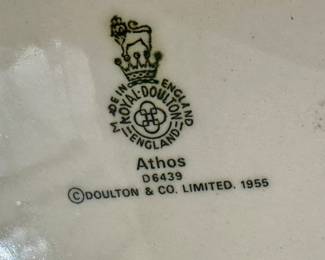 MADE IN ENGLAND
ROYAL·DOULTON
ENGLAND
Athos
D6439
© DOULTON & CO. LIMITED. 1955